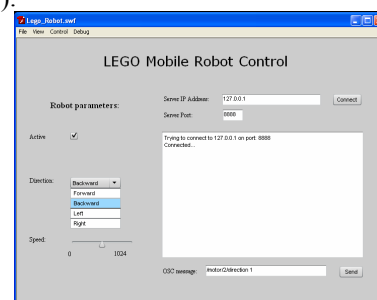 ).
Lego_Robot.swf
File View Control Debug
LEGO Mobile Robot Control
Robot parameters:
Server IP Address: 127.0.0.1 Connect
Server Port: 8888
Active
Trying to connect to 127.0.0.1 on port: 8888
Connected...
Direction: Backward
Forward
Backward
Left
Right
Speed:
0 1024
OSC message: /motor/2/direction 1 Send